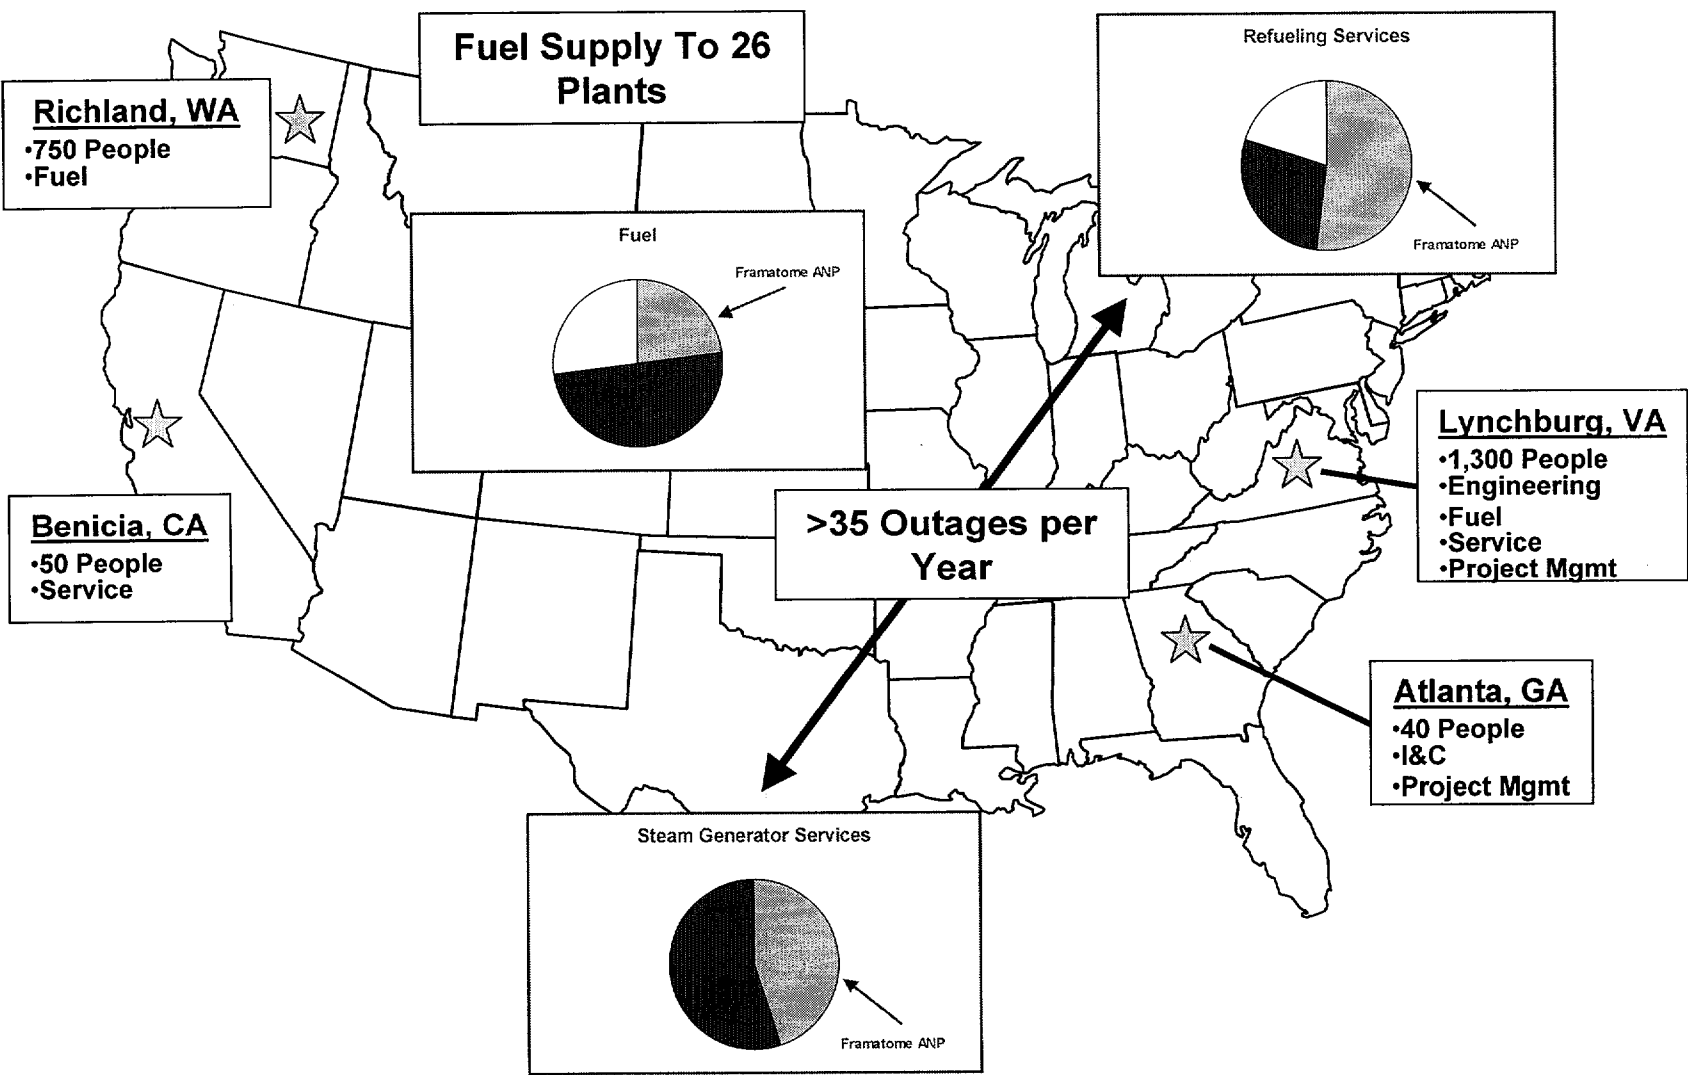 Fuel Supply To 26
Plants
Refueling Services
Framatome ANP
Richland, WA
•750 People
•Fuel
Fuel
Framatome ANP
Lynchburg, VA
•1,300 People
•Engineering
•Fuel
•Service
•Project Mgmt
Benicia, CA
•50 People
•Service
>35 Outages per
Year
Atlanta, GA
•40 People
•I&C
•Project Mgmt
Steam Generator Services
Framatome ANP